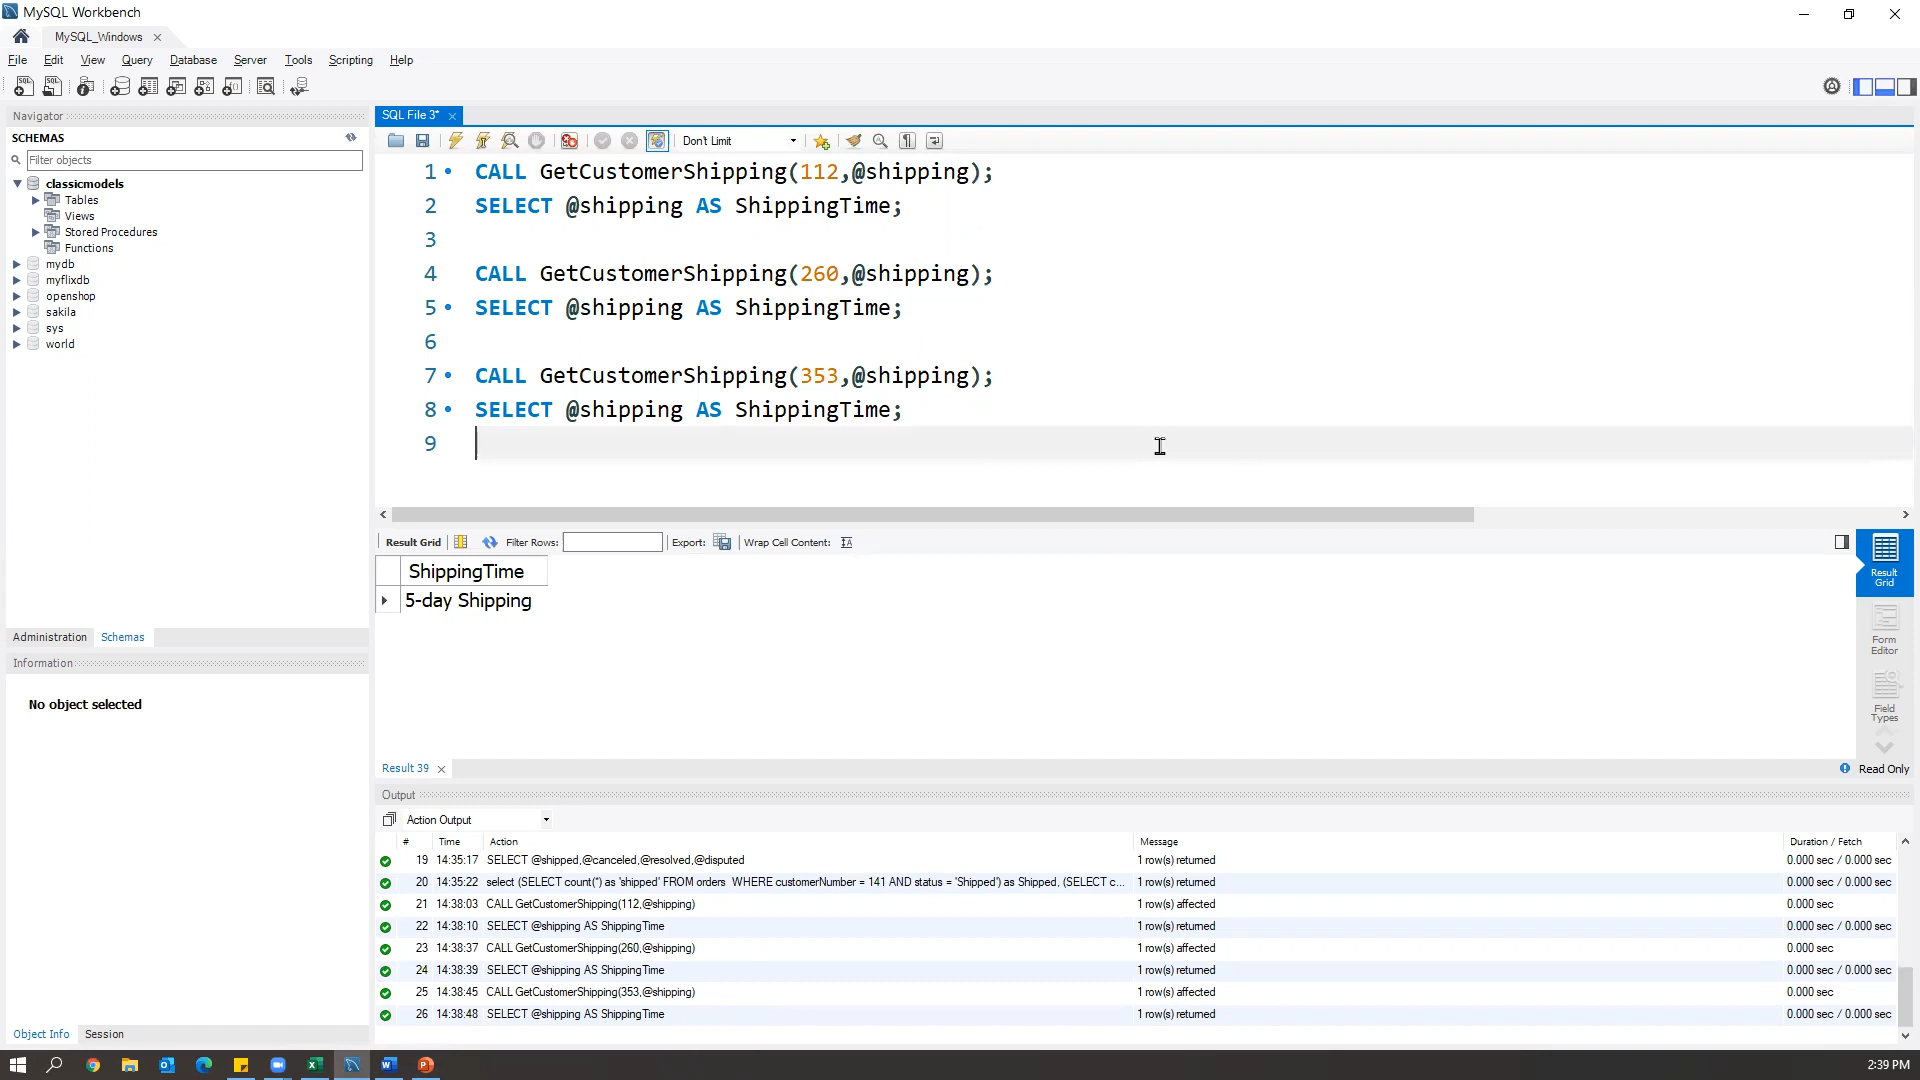 MySQL Workbench
MySQL_Windows
File Edit View Query Database Server Tools Scripting Help
Navigator
SCHEMAS
Filter objects
classicmodels
Tables
Views
Stored Procedures
Functions
mydb
myflixdb
openshop
sakila
sys
world
Administration Schemas
Information
No object selected
Object Info Session
SQL File 3*
Don't Limit
1 CALL GetCustomerShipping(112,@shipping);
2 SELECT @shipping AS ShippingTime;
3
4 CALL GetCustomerShipping(260,@shipping);
5 SELECT @shipping AS ShippingTime;
6
7 CALL GetCustomerShipping(353,@shipping);
8 SELECT @shipping AS ShippingTime;
9
Result Grid Filter Rows: Export: Wrap Cell Content:
ShippingTime
5-day Shipping
Result Grid
Form Editor
Field Types
Result 39
Read Only
Output
Action Output
# Time Action Message Duration / Fetch
19 14:35:17 SELECT @shipped,@canceled,@resolved,@disputed 1 row(s) returned 0.000 sec / 0.000 sec
20 14:35:22 select (SELECT count(*) as 'shipped' FROM orders WHERE customerNumber = 141 AND status = 'Shipped') as Shipped, (SELECT c... 1 row(s) returned 0.000 sec / 0.000 sec
21 14:38:03 CALL GetCustomerShipping(112,@shipping) 1 row(s) affected 0.000 sec
22 14:38:10 SELECT @shipping AS ShippingTime 1 row(s) returned 0.000 sec / 0.000 sec
23 14:38:37 CALL GetCustomerShipping(260,@shipping) 1 row(s) affected 0.000 sec
24 14:38:39 SELECT @shipping AS ShippingTime 1 row(s) returned 0.000 sec / 0.000 sec
25 14:38:45 CALL GetCustomerShipping(353,@shipping) 1 row(s) affected 0.000 sec
26 14:38:48 SELECT @shipping AS ShippingTime 1 row(s) returned 0.000 sec / 0.000 sec
2:39 PM